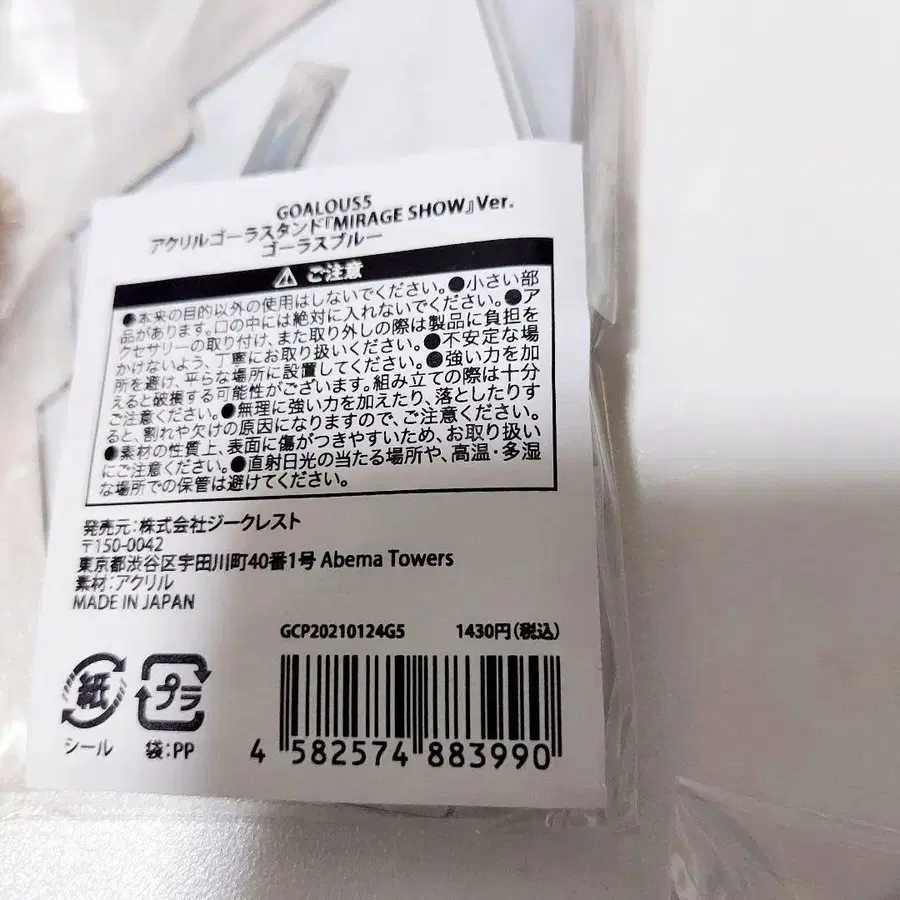 GOALOUS5
アクリルゴーラスタンド『MIRAGE SHOW』Ver.
ゴーラスブルー
⚠ ご注意
●本来の目的以外の使用はしないでください。●小さい部
品があります。口の中には絶対に入れないでください。●ア
クセサリーの取り付け、また取り外しの際は製品に負担を
かけないよう、丁寧にお取り扱いください。●不安定な場
所を避け、平らな場所に設置してください。●強い力を加
えると破損する可能性がございます。組み立ての際は十分
ご注意ください。●無理に強い力を加えたり、落としたりす
ると、割れや欠けの原因になりますので、ご注意ください。
●素材の性質上、表面に傷がつきやすいため、お取り扱い
にご注意ください。●直射日光の当たる場所や、高温・多湿
な場所での保管は避けてください。
発売元:株式会社ジークレスト
〒150-0042
東京都渋谷区宇田川町40番1号 Abema Towers
素材:アクリル
MADE IN JAPAN
GCP20210124G5 1430円(税込)
紙 プラ
シール 袋:PP
4 582574 883990